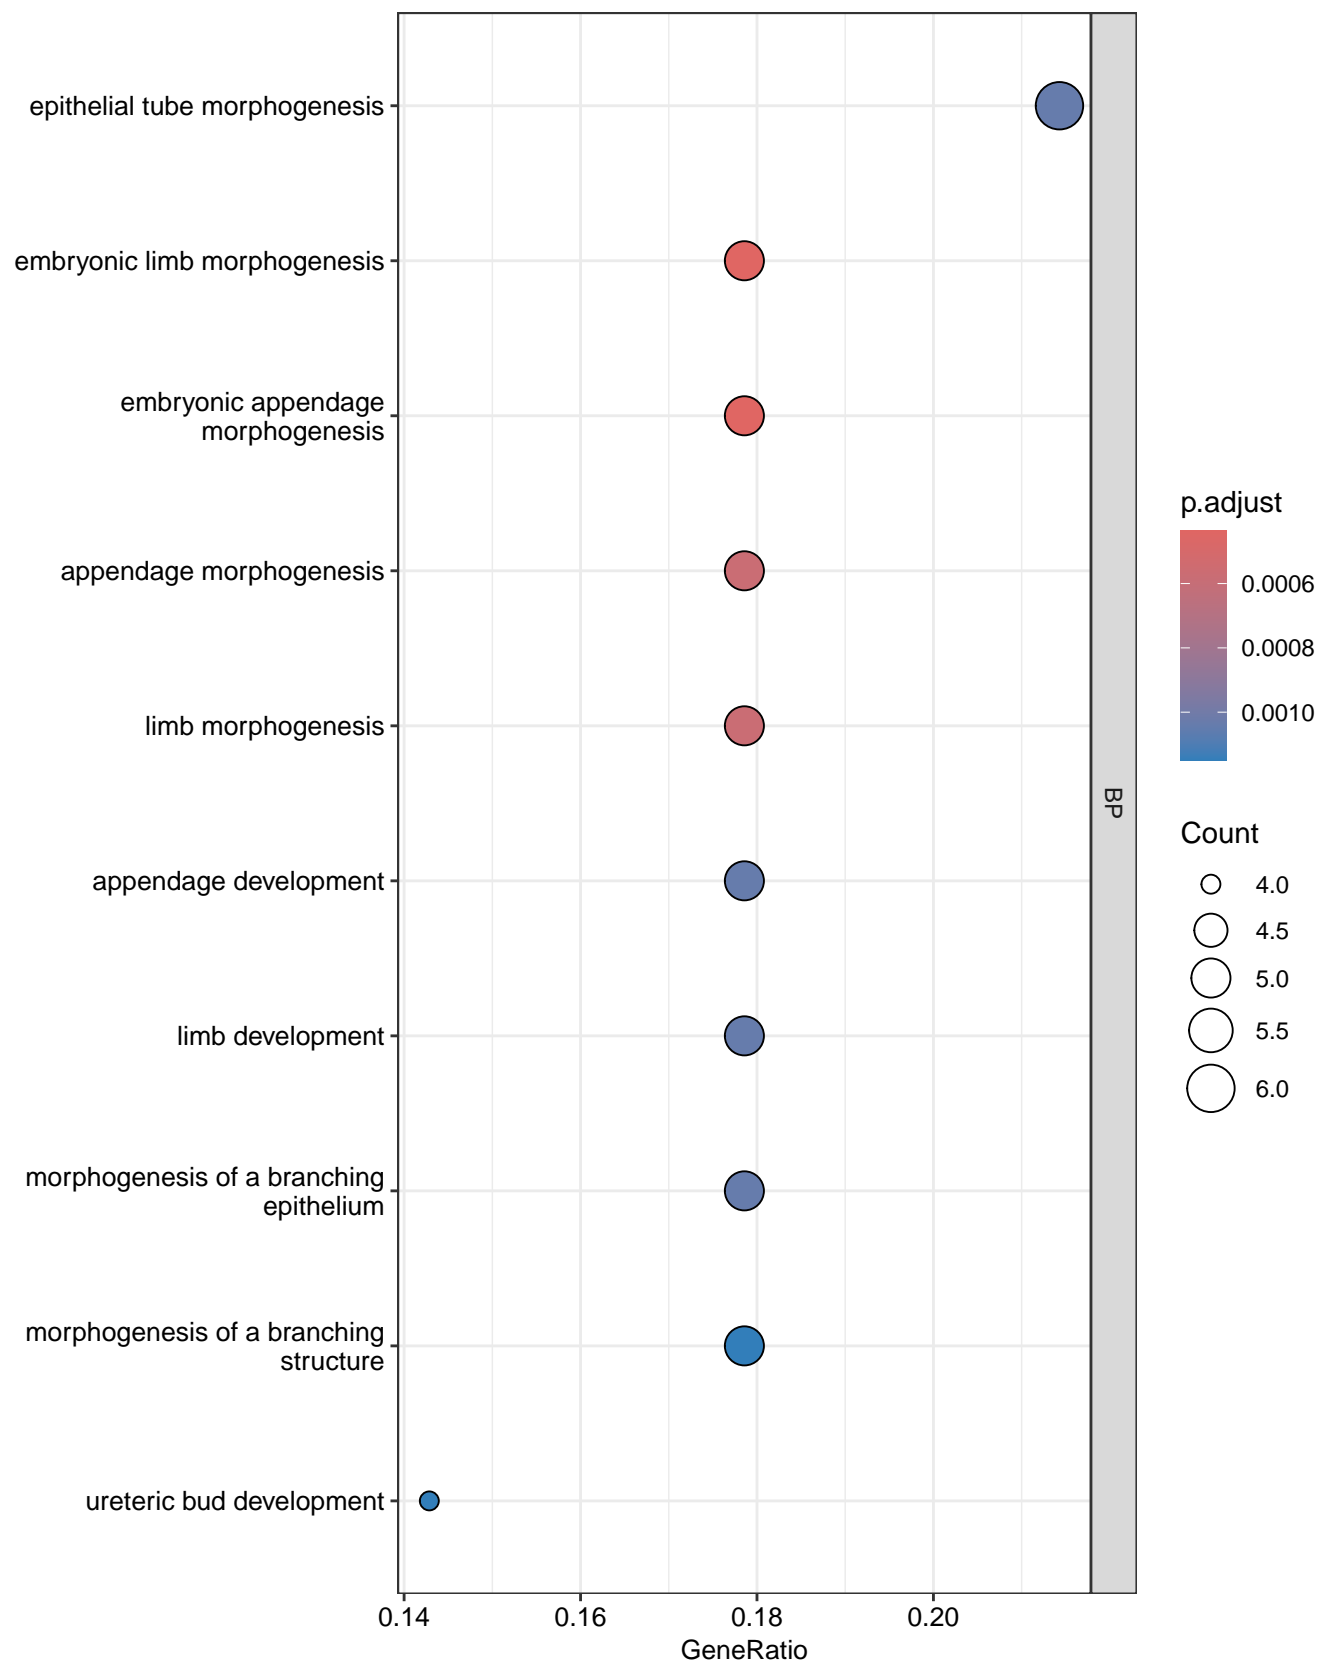 epithelial tube morphogenesis
embryonic limb morphogenesis
embryonic appendage
morphogenesis
appendage morphogenesis
limb morphogenesis
appendage development
limb development
morphogenesis of a branching
epithelium
morphogenesis of a branching
structure
ureteric bud development
0.14
0.16
0.18
0.20
GeneRatio
BP
p.adjust
0.0006
0.0008
0.0010
Count
4.0
4.5
5.0
5.5
6.0